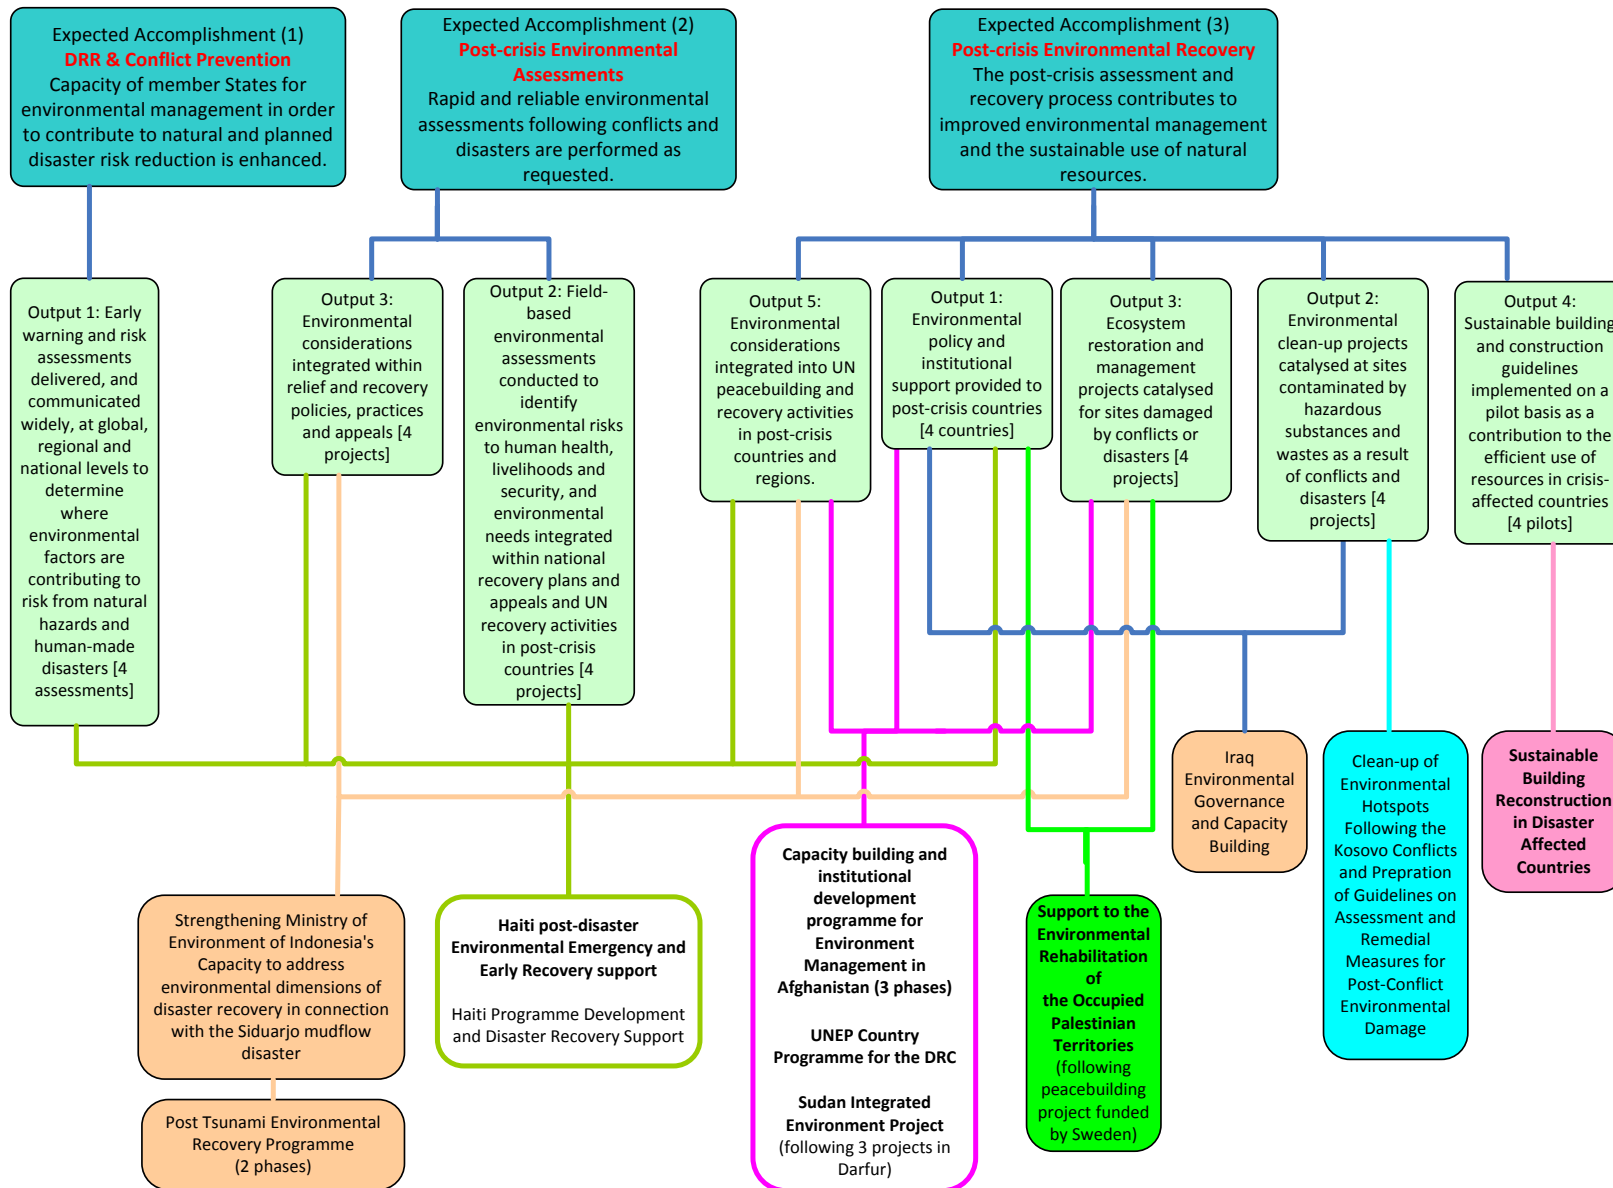 Expected Accomplishment (1)
DRR & Conflict Prevention
Capacity of member States for
environmental management in order
to contribute to natural and planned
disaster risk reduction is enhanced.
Expected Accomplishment (2)
Post-crisis Environmental
Assessments
Rapid and reliable environmental
assessments following conflicts and
disasters are performed as
requested.
Expected Accomplishment (3)
Post-crisis Environmental Recovery
The post-crisis assessment and
recovery process contributes to
improved environmental management
and the sustainable use of natural
resources.
Output 1: Early
warning and risk
assessments
delivered, and
communicated
widely, at global,
regional and
national levels to
determine
where
environmental
factors are
contributing to
risk from natural
hazards and
human-made
disasters [4
assessments]
Output 3:
Environmental
considerations
integrated within
relief and recovery
policies, practices
and appeals [4
projects]
Output 2: Field-
based
environmental
assessments
conducted to
identify
environmental risks
to human health,
livelihoods and
security, and
environmental
needs integrated
within national
recovery plans and
appeals and UN
recovery activities
in post-crisis
countries [4
projects]
Output 5:
Environmental
considerations
integrated into UN
peacebuilding and
recovery activities
in post-crisis
countries and
regions.
Output 1:
Environmental
policy and
institutional
support provided to
post-crisis countries
[4 countries]
Output 3:
Ecosystem
restoration and
management
projects catalysed
for sites damaged
by conflicts or
disasters [4
projects]
Output 2:
Environmental
clean-up projects
catalysed at sites
contaminated by
hazardous
substances and
wastes as a result
of conflicts and
disasters [4
projects]
Output 4:
Sustainable building
and construction
guidelines
implemented on a
pilot basis as a
contribution to the
efficient use of
resources in crisis-
affected countries
[4 pilots]
Strengthening Ministry of
Environment of Indonesia's
Capacity to address
environmental dimensions of
disaster recovery in connection
with the Siduarjo mudflow
disaster
Post Tsunami Environmental
Recovery Programme
(2 phases)
Haiti post-disaster
Environmental Emergency and
Early Recovery support
Haiti Programme Development
and Disaster Recovery Support
Capacity building and
institutional
development
programme for
Environment
Management in
Afghanistan (3 phases)
UNEP Country
Programme for the DRC
Sudan Integrated
Environment Project
(following 3 projects in
Darfur)
Support to the
Environmental
Rehabilitation
of
the Occupied
Palestinian
Territories
(following
peacebuilding
project funded
by Sweden)
Iraq
Environmental
Governance
and Capacity
Building
Clean-up of
Environmental
Hotspots
Following the
Kosovo Conflicts
and Prepration
of Guidelines on
Assessment and
Remedial
Measures for
Post-Conflict
Environmental
Damage
Sustainable
Building
Reconstruction
in Disaster
Affected
Countries